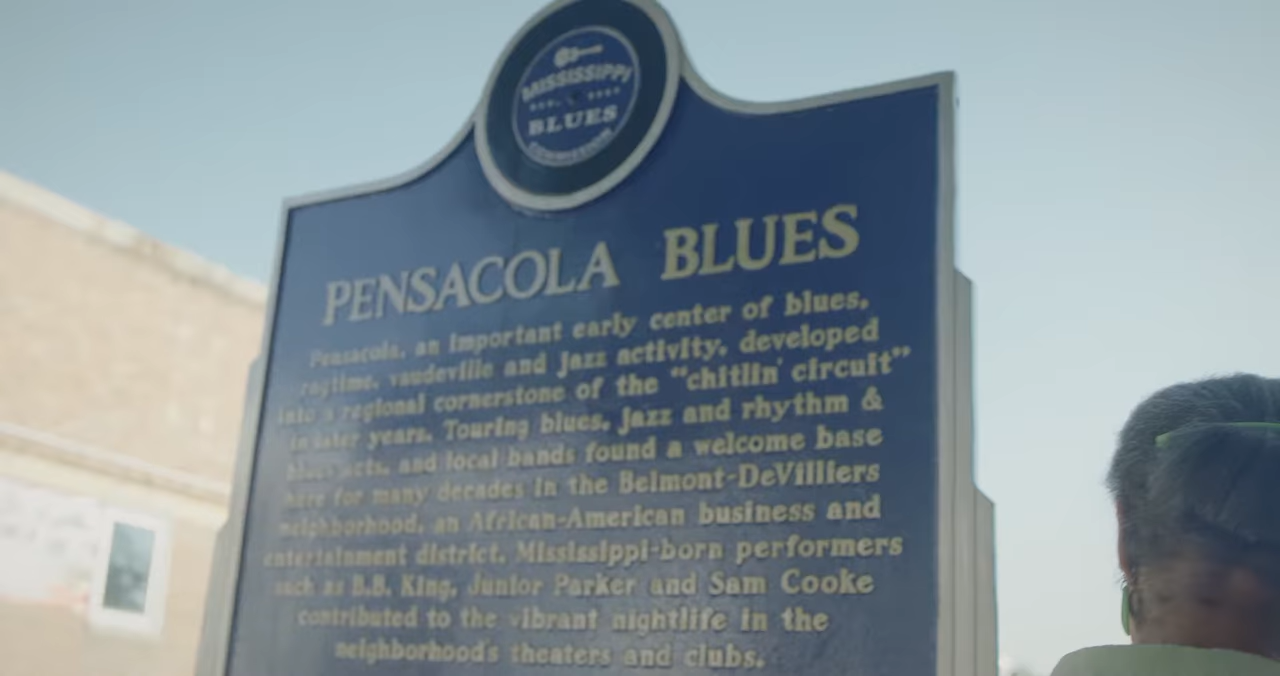 MISSISSIPPI
BLUES
COMMISSION
PENSACOLA BLUES
Pensacola, an important early center of blues,
ragtime, vaudeville and jazz activity, developed
into a regional cornerstone of the "chitlin' circuit"
in later years. Touring blues, jazz and rhythm &
blues acts, and local bands found a welcome base
here for many decades in the Belmont-DeVilliers
neighborhood, an African-American business and
entertainment district. Mississippi-born performers
such as B.B. King, Junior Parker and Sam Cooke
contributed to the vibrant nightlife in the
neighborhood's theaters and clubs.